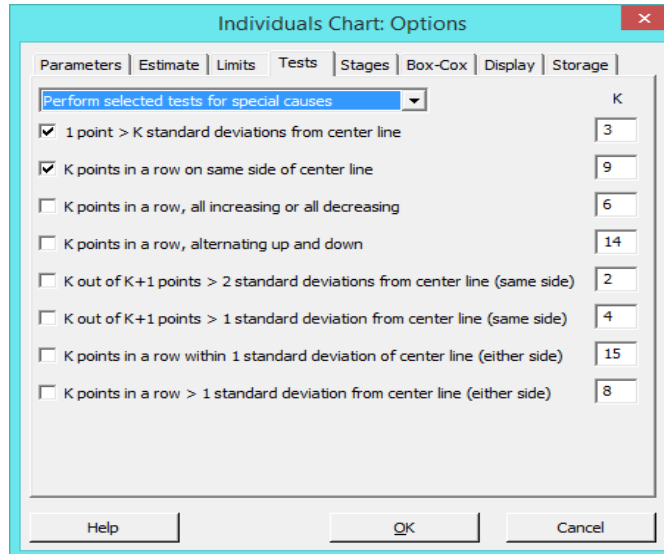 Individuals Chart: Options
×
Parameters Estimate Limits Tests Stages Box-Cox Display Storage
Perform selected tests for special causes K
1 point > K standard deviations from center line 3
K points in a row on same side of center line 9
K points in a row, all increasing or all decreasing 6
K points in a row, alternating up and down 14
K out of K+1 points > 2 standard deviations from center line (same side) 2
K out of K+1 points > 1 standard deviation from center line (same side) 4
K points in a row within 1 standard deviation of center line (either side) 15
K points in a row > 1 standard deviation from center line (either side) 8
Help OK Cancel